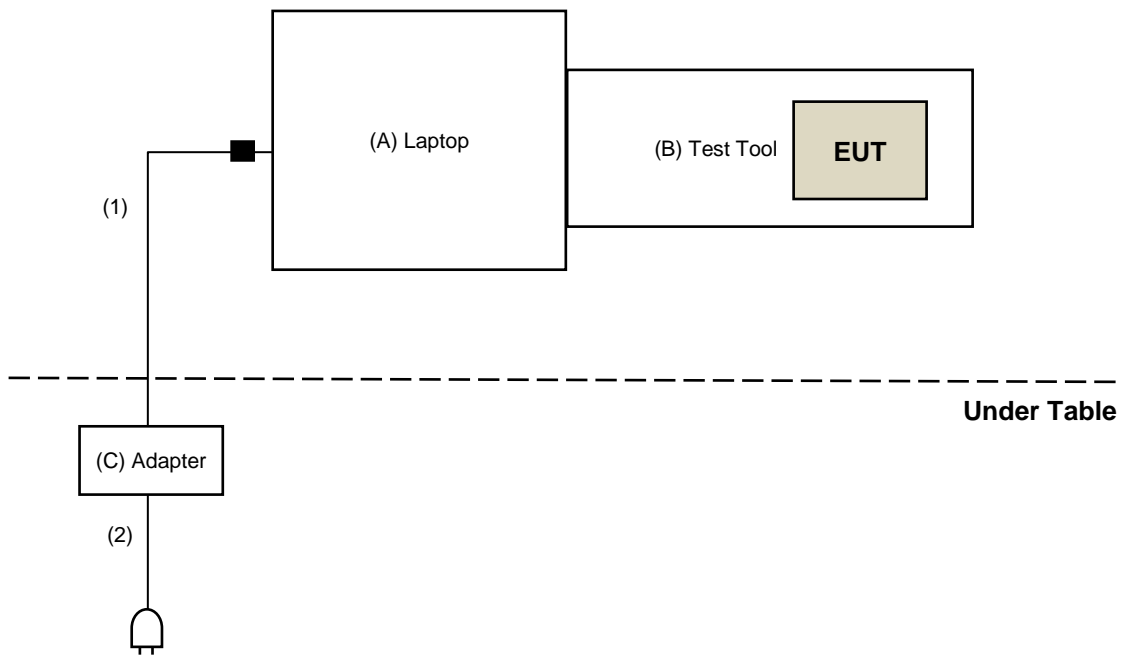 (A) Laptop
(B) Test Tool
EUT
(1)
Under Table
(C) Adapter
(2)